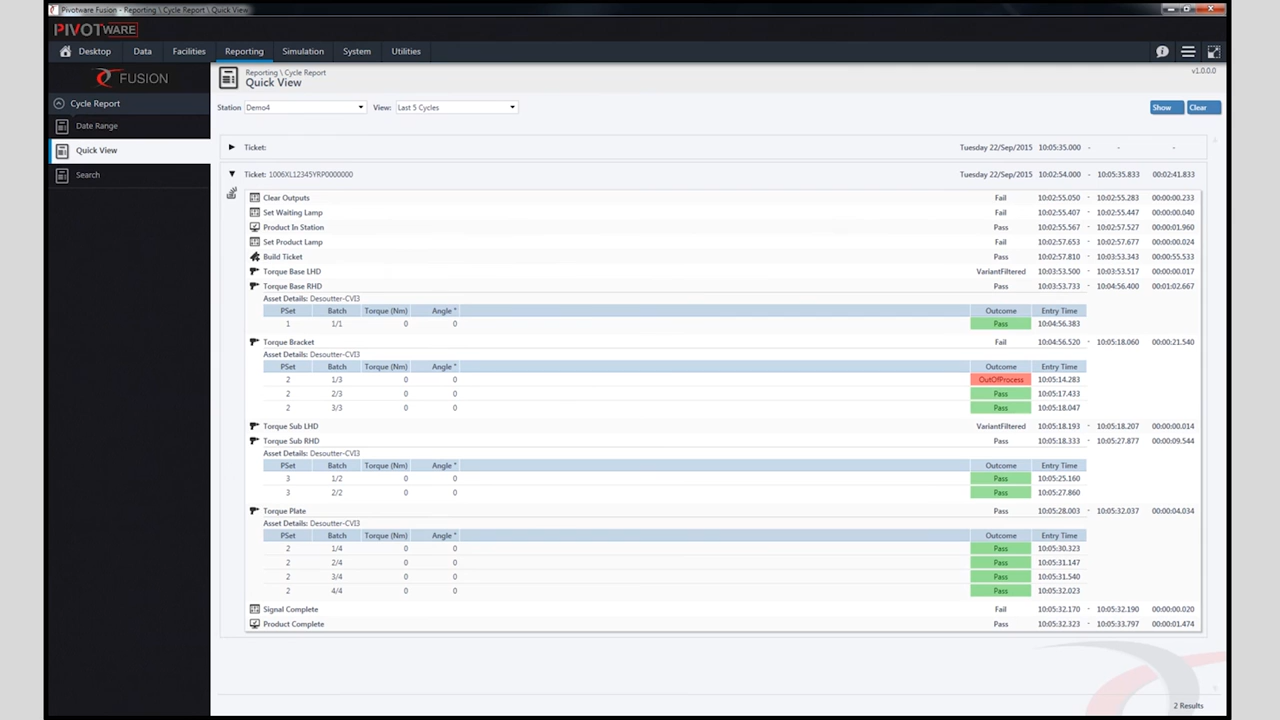 Pivotware Fusion - Reporting \ Cycle Report \ Quick View
PIVOTWARE
Desktop Data Facilities Reporting Simulation System Utilities
FUSION
Cycle Report
Date Range
Quick View
Search
Reporting \ Cycle Report
Quick View
v1.0.0.0
Station Demo4 View: Last 5 Cycles Show Clear
Ticket: Tuesday 22/Sep/2015 10:05:35.000 - - -
Ticket: 1006XL12345YRP0000000 Tuesday 22/Sep/2015 10:02:54.000 - 10:05:35.833 00:02:41.833
Clear Outputs Fail 10:02:55.050 - 10:02:55.283 00:00:00.233
Set Waiting Lamp Fail 10:02:55.407 - 10:02:55.447 00:00:00.040
Product In Station Pass 10:02:55.567 - 10:02:57.527 00:00:01.960
Set Product Lamp Fail 10:02:57.653 - 10:02:57.677 00:00:00.024
Build Ticket Pass 10:02:57.810 - 10:03:53.343 00:00:55.533
Torque Base LHD VariantFiltered 10:03:53.500 - 10:03:53.517 00:00:00.017
Torque Base RHD Pass 10:03:53.733 - 10:04:56.400 00:01:02.667
Asset Details: Desoutter-CVI3
PSet Batch Torque (Nm) Angle ° Outcome Entry Time
1 1/1 0 0 Pass 10:04:56.383
Torque Bracket Fail 10:04:56.520 - 10:05:18.060 00:00:21.540
Asset Details: Desoutter-CVI3
PSet Batch Torque (Nm) Angle ° Outcome Entry Time
2 1/3 0 0 OutOfProcess 10:05:14.283
2 2/3 0 0 Pass 10:05:17.433
2 3/3 0 0 Pass 10:05:18.047
Torque Sub LHD VariantFiltered 10:05:18.193 - 10:05:18.207 00:00:00.014
Torque Sub RHD Pass 10:05:18.333 - 10:05:27.877 00:00:09.544
Asset Details: Desoutter-CVI3
PSet Batch Torque (Nm) Angle ° Outcome Entry Time
3 1/2 0 0 Pass 10:05:25.160
3 2/2 0 0 Pass 10:05:27.860
Torque Plate Pass 10:05:28.003 - 10:05:32.037 00:00:04.034
Asset Details: Desoutter-CVI3
PSet Batch Torque (Nm) Angle ° Outcome Entry Time
2 1/4 0 0 Pass 10:05:30.323
2 2/4 0 0 Pass 10:05:31.147
2 3/4 0 0 Pass 10:05:31.540
2 4/4 0 0 Pass 10:05:32.023
Signal Complete Fail 10:05:32.170 - 10:05:32.190 00:00:00.020
Product Complete Pass 10:05:32.323 - 10:05:33.797 00:00:01.474
2 Results